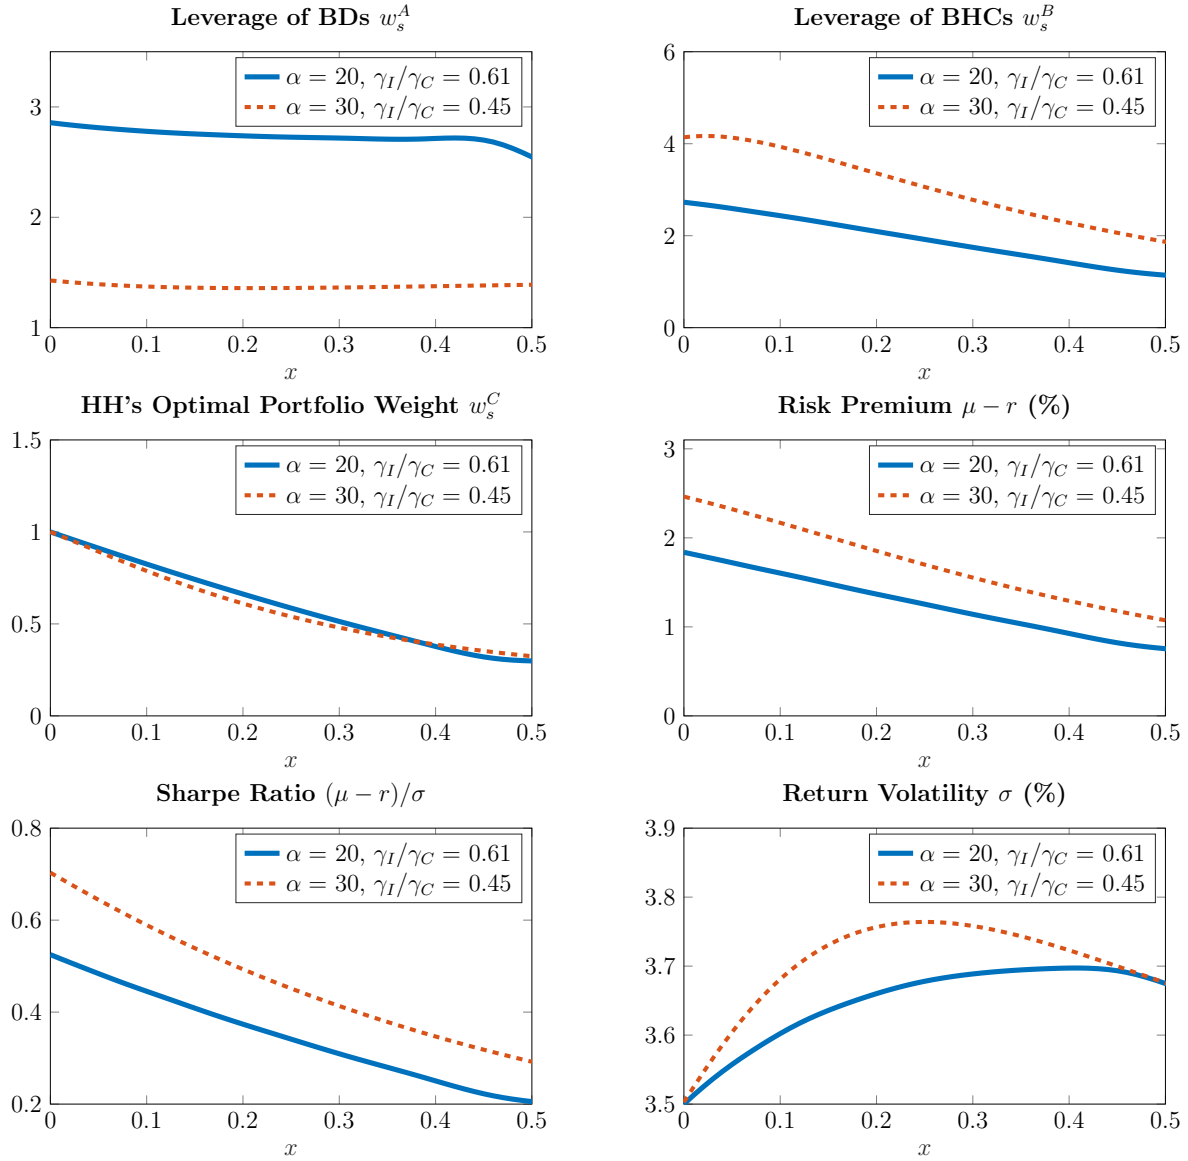 Leverage of BDs w_s^A
α = 20, γ_I/γ_C = 0.61
α = 30, γ_I/γ_C = 0.45
3
2
1
0 0.1 0.2 0.3 0.4 0.5
x
Leverage of BHCs w_s^B
α = 20, γ_I/γ_C = 0.61
α = 30, γ_I/γ_C = 0.45
6
4
2
0
0 0.1 0.2 0.3 0.4 0.5
x
HH's Optimal Portfolio Weight w_s^C
α = 20, γ_I/γ_C = 0.61
α = 30, γ_I/γ_C = 0.45
1.5
1
0.5
0
0 0.1 0.2 0.3 0.4 0.5
x
Risk Premium μ − r (%)
α = 20, γ_I/γ_C = 0.61
α = 30, γ_I/γ_C = 0.45
3
2
1
0
0 0.1 0.2 0.3 0.4 0.5
x
Sharpe Ratio (μ − r)/σ
α = 20, γ_I/γ_C = 0.61
α = 30, γ_I/γ_C = 0.45
0.8
0.6
0.4
0.2
0 0.1 0.2 0.3 0.4 0.5
x
Return Volatility σ (%)
α = 20, γ_I/γ_C = 0.61
α = 30, γ_I/γ_C = 0.45
3.9
3.8
3.7
3.6
3.5
0 0.1 0.2 0.3 0.4 0.5
x